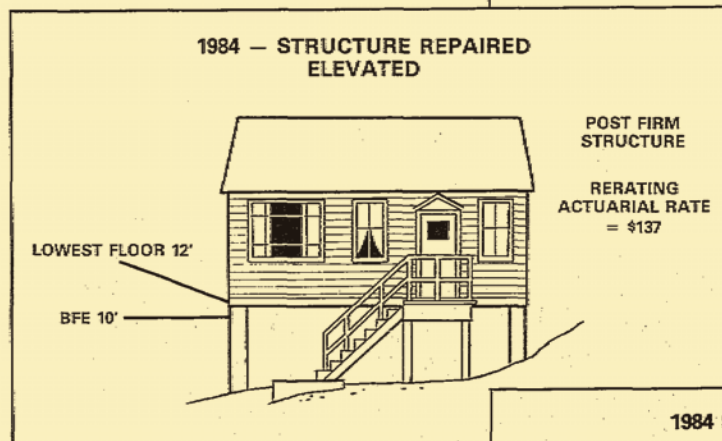 1984 — STRUCTURE REPAIRED
ELEVATED
POST FIRM
STRUCTURE
RERATING
ACTUARIAL RATE
= $137
LOWEST FLOOR 12'
BFE 10'
1984